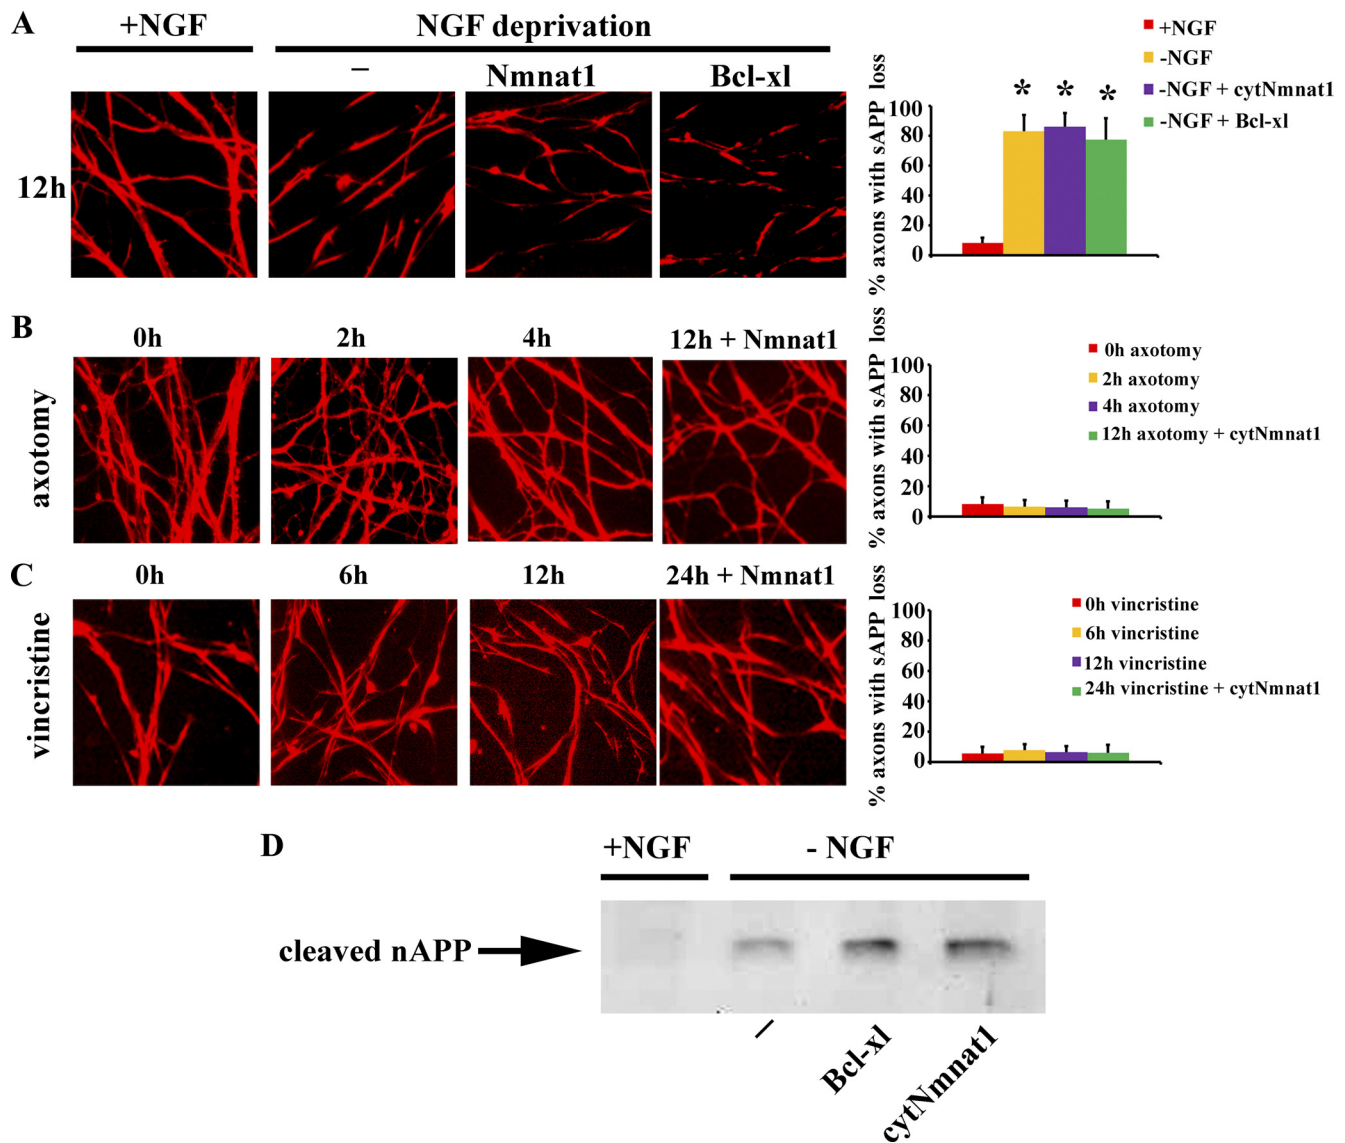 A
+NGF
NGF deprivation
–
Nmnat1
Bcl-xl
12h
% axons with sAPP loss
100
80
60
40
20
0
* * *
+NGF
-NGF
-NGF + cytNmnat1
-NGF + Bcl-xl
B
0h
2h
4h
12h + Nmnat1
axotomy
% axons with sAPP loss
100
80
60
40
20
0
0h axotomy
2h axotomy
4h axotomy
12h axotomy + cytNmnat1
C
0h
6h
12h
24h + Nmnat1
vincristine
% axons with sAPP loss
100
80
60
40
20
0
0h vincristine
6h vincristine
12h vincristine
24h vincristine + cytNmnat1
D
+NGF
- NGF
cleaved nAPP
–
Bcl-xl
cytNmnat1